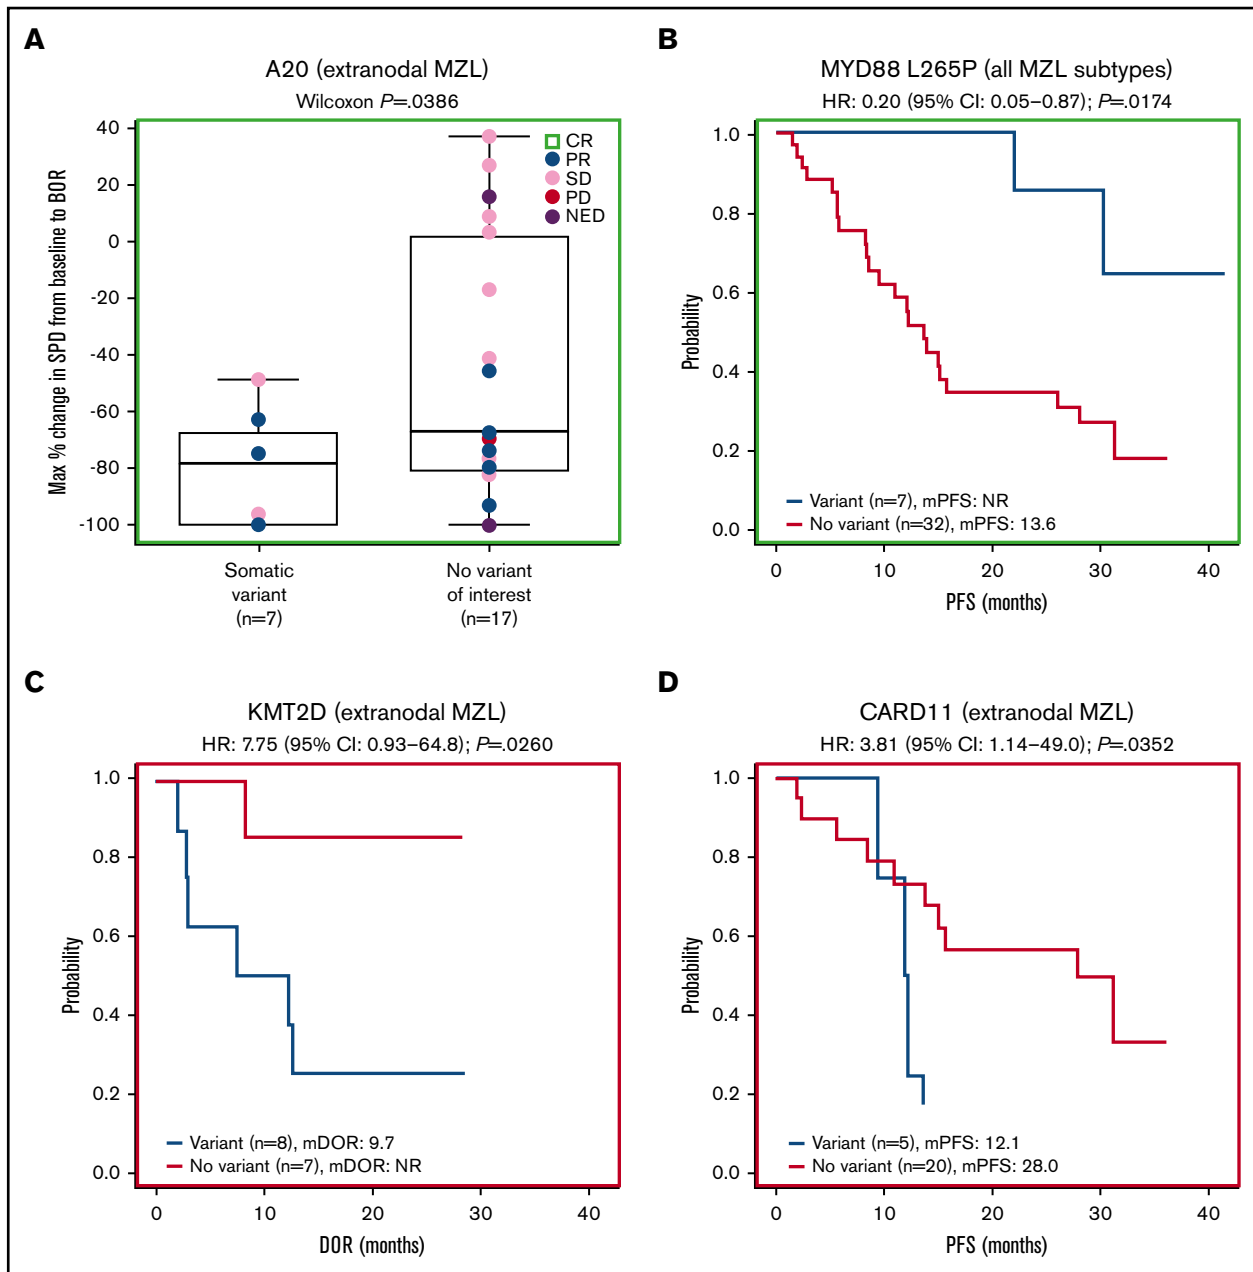 A
A20 (extranodal MZL)
Wilcoxon P=.0386
Max % change in SPD from baseline to BOR
40
20
0
-20
-40
-60
-80
-100
CR
PR
SD
PD
NED
Somatic
variant
(n=7)
No variant
of interest
(n=17)
B
MYD88 L265P (all MZL subtypes)
HR: 0.20 (95% CI: 0.05–0.87); P=.0174
Probability
1.0
0.8
0.6
0.4
0.2
0.0
Variant (n=7), mPFS: NR
No variant (n=32), mPFS: 13.6
0 10 20 30 40
PFS (months)
C
KMT2D (extranodal MZL)
HR: 7.75 (95% CI: 0.93–64.8); P=.0260
Probability
1.0
0.8
0.6
0.4
0.2
0.0
Variant (n=8), mDOR: 9.7
No variant (n=7), mDOR: NR
0 10 20 30 40
DOR (months)
D
CARD11 (extranodal MZL)
HR: 3.81 (95% CI: 1.14–49.0); P=.0352
Probability
1.0
0.8
0.6
0.4
0.2
0.0
Variant (n=5), mPFS: 12.1
No variant (n=20), mPFS: 28.0
0 10 20 30 40
PFS (months)